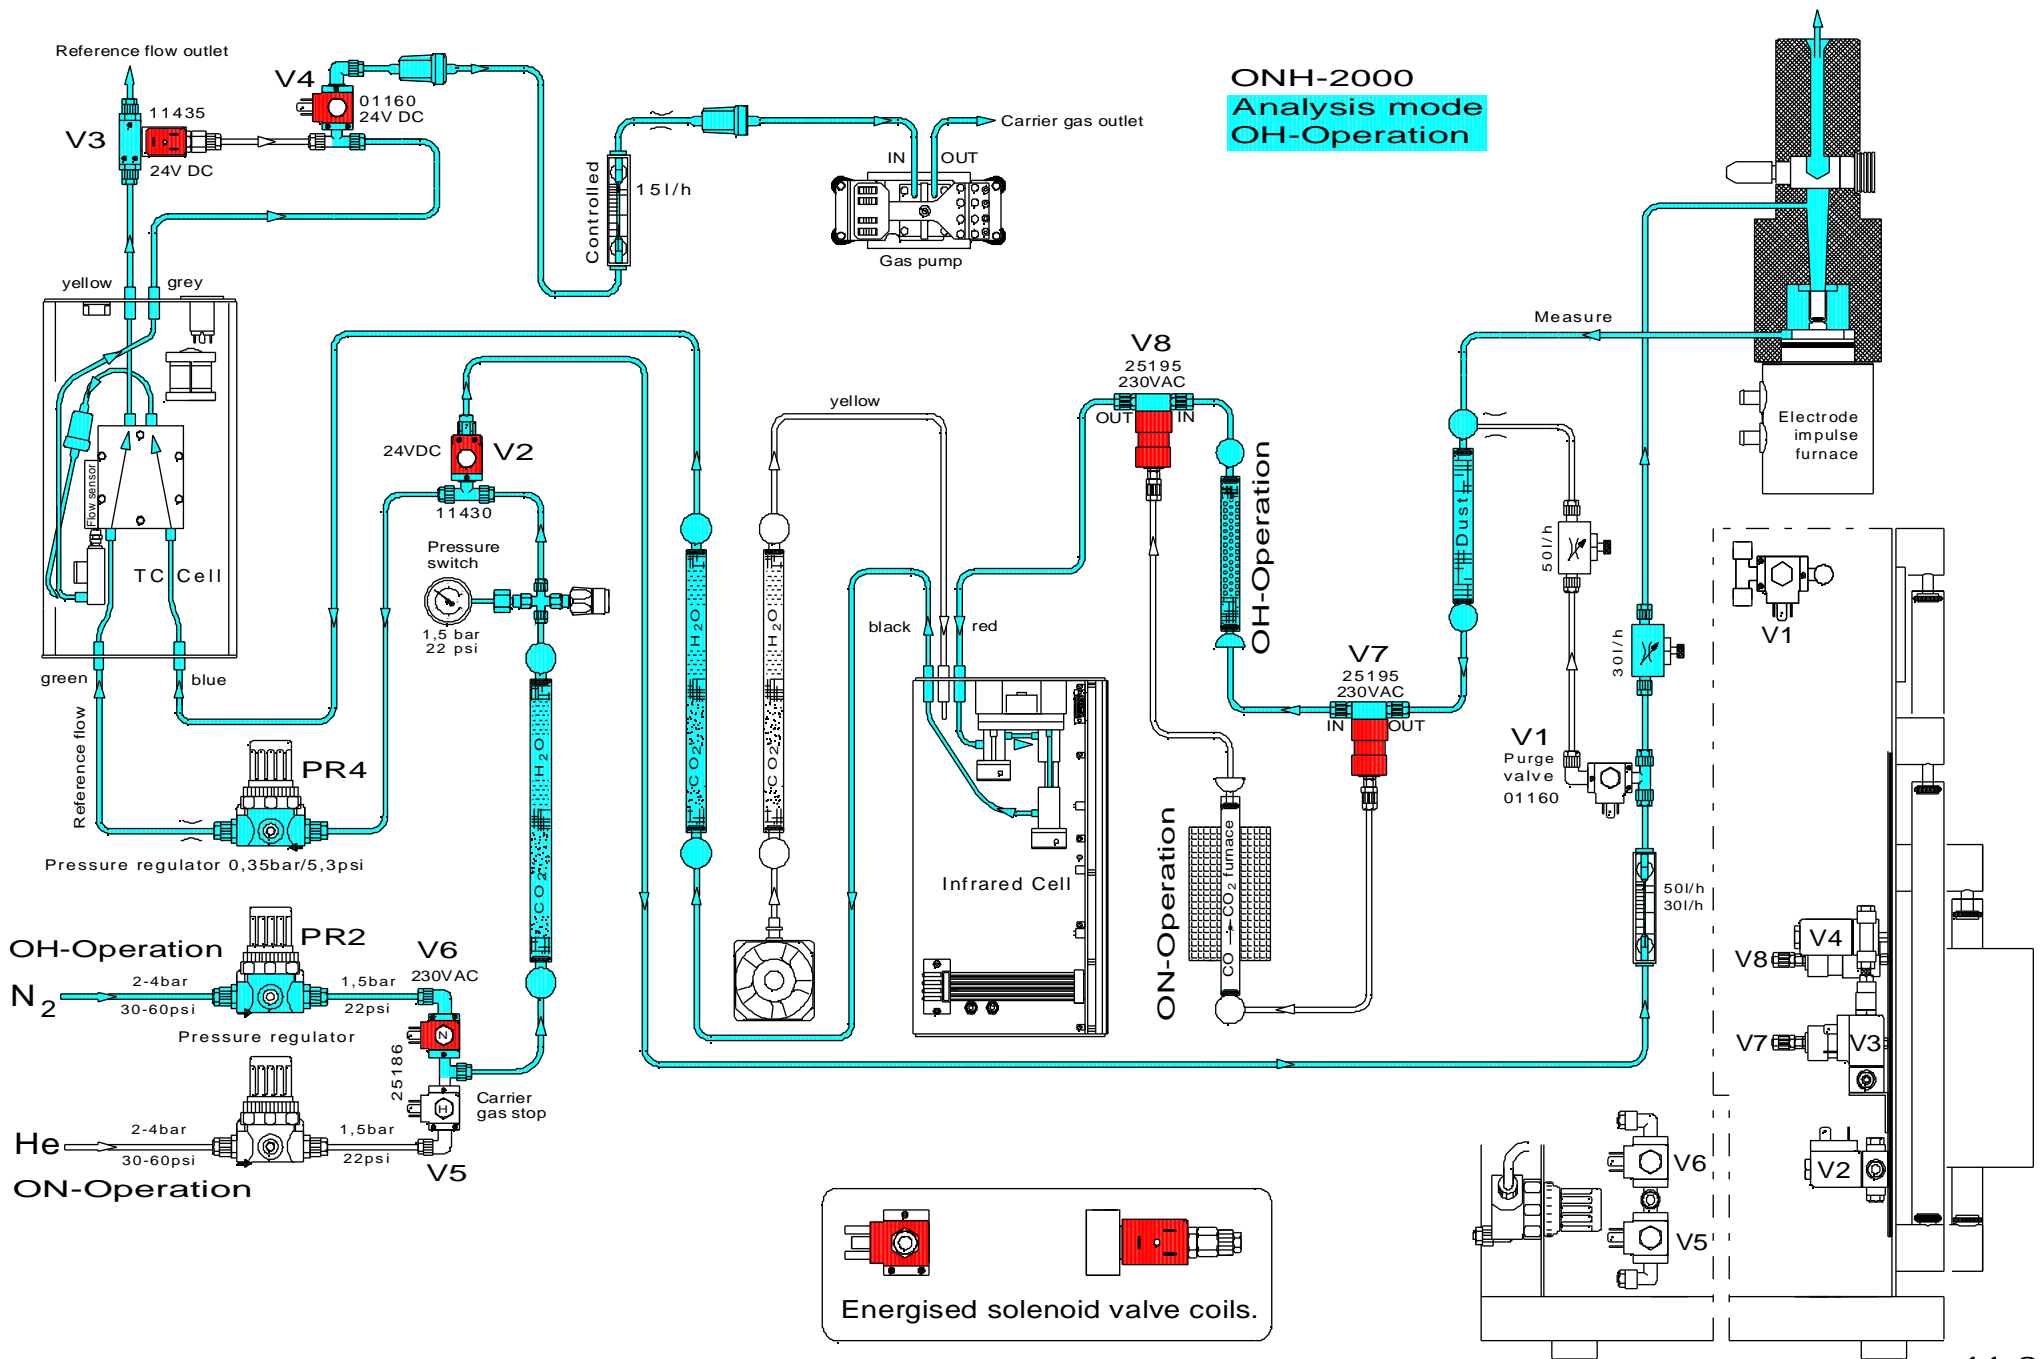 Reference flow outlet
V4
11435
01160
24V DC
V3
24V DC
Controlled
15l/h
IN
OUT
Carrier gas outlet
Gas pump
ONH-2000
Analysis mode
OH-Operation
yellow
grey
Measure
V8
25195
230VAC
OUT
IN
yellow
Electrode
impulse
furnace
24VDC
V2
11430
Flow sensor
TC Cell
Pressure
switch
1,5 bar
22 psi
OH-Operation
Dust
50l/h
30l/h
V1
black
red
green
blue
Reference flow
CO2
H2O
CO2
H2O
CO2
H2O
V7
25195
230VAC
IN
OUT
V1
Purge
valve
01160
PR4
Pressure regulator 0,35bar/5,3psi
Infrared Cell
ON-Operation
CO
CO2 furnace
50l/h
30l/h
OH-Operation
PR2
V6
230VAC
N2
2-4bar
30-60psi
1,5bar
22psi
Pressure regulator
N
25186
H
Carrier
gas stop
He
2-4bar
30-60psi
1,5bar
22psi
V5
ON-Operation
V4
V8
V7
V3
V2
V6
V5
Energised solenoid valve coils.